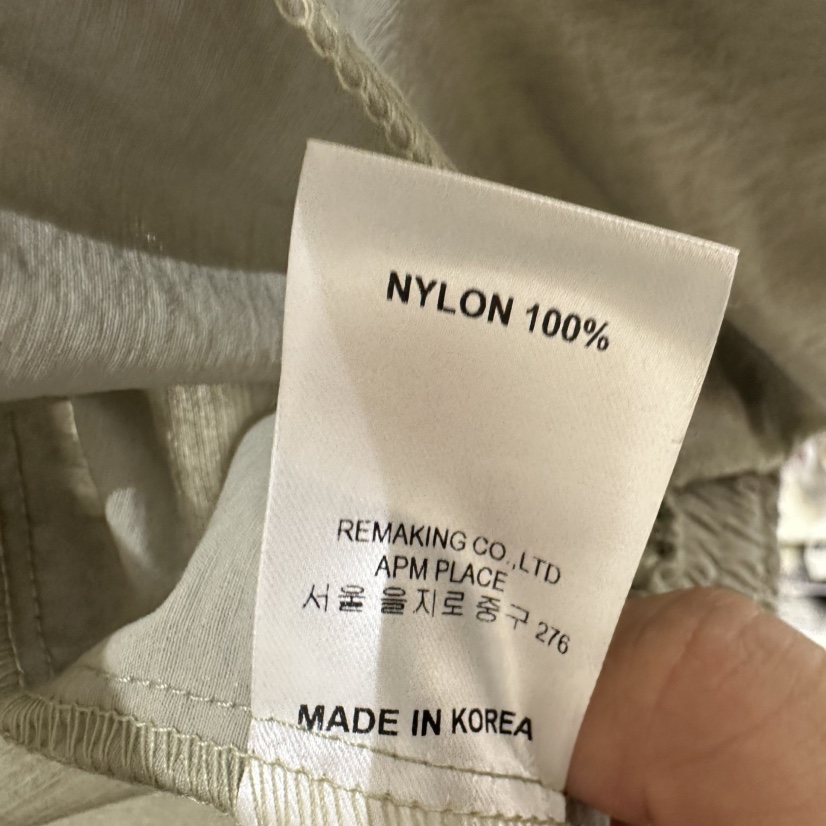 NYLON 100%
REMAKING CO.,LTD
APM PLACE
서울 을지로 중구 276
MADE IN KOREA